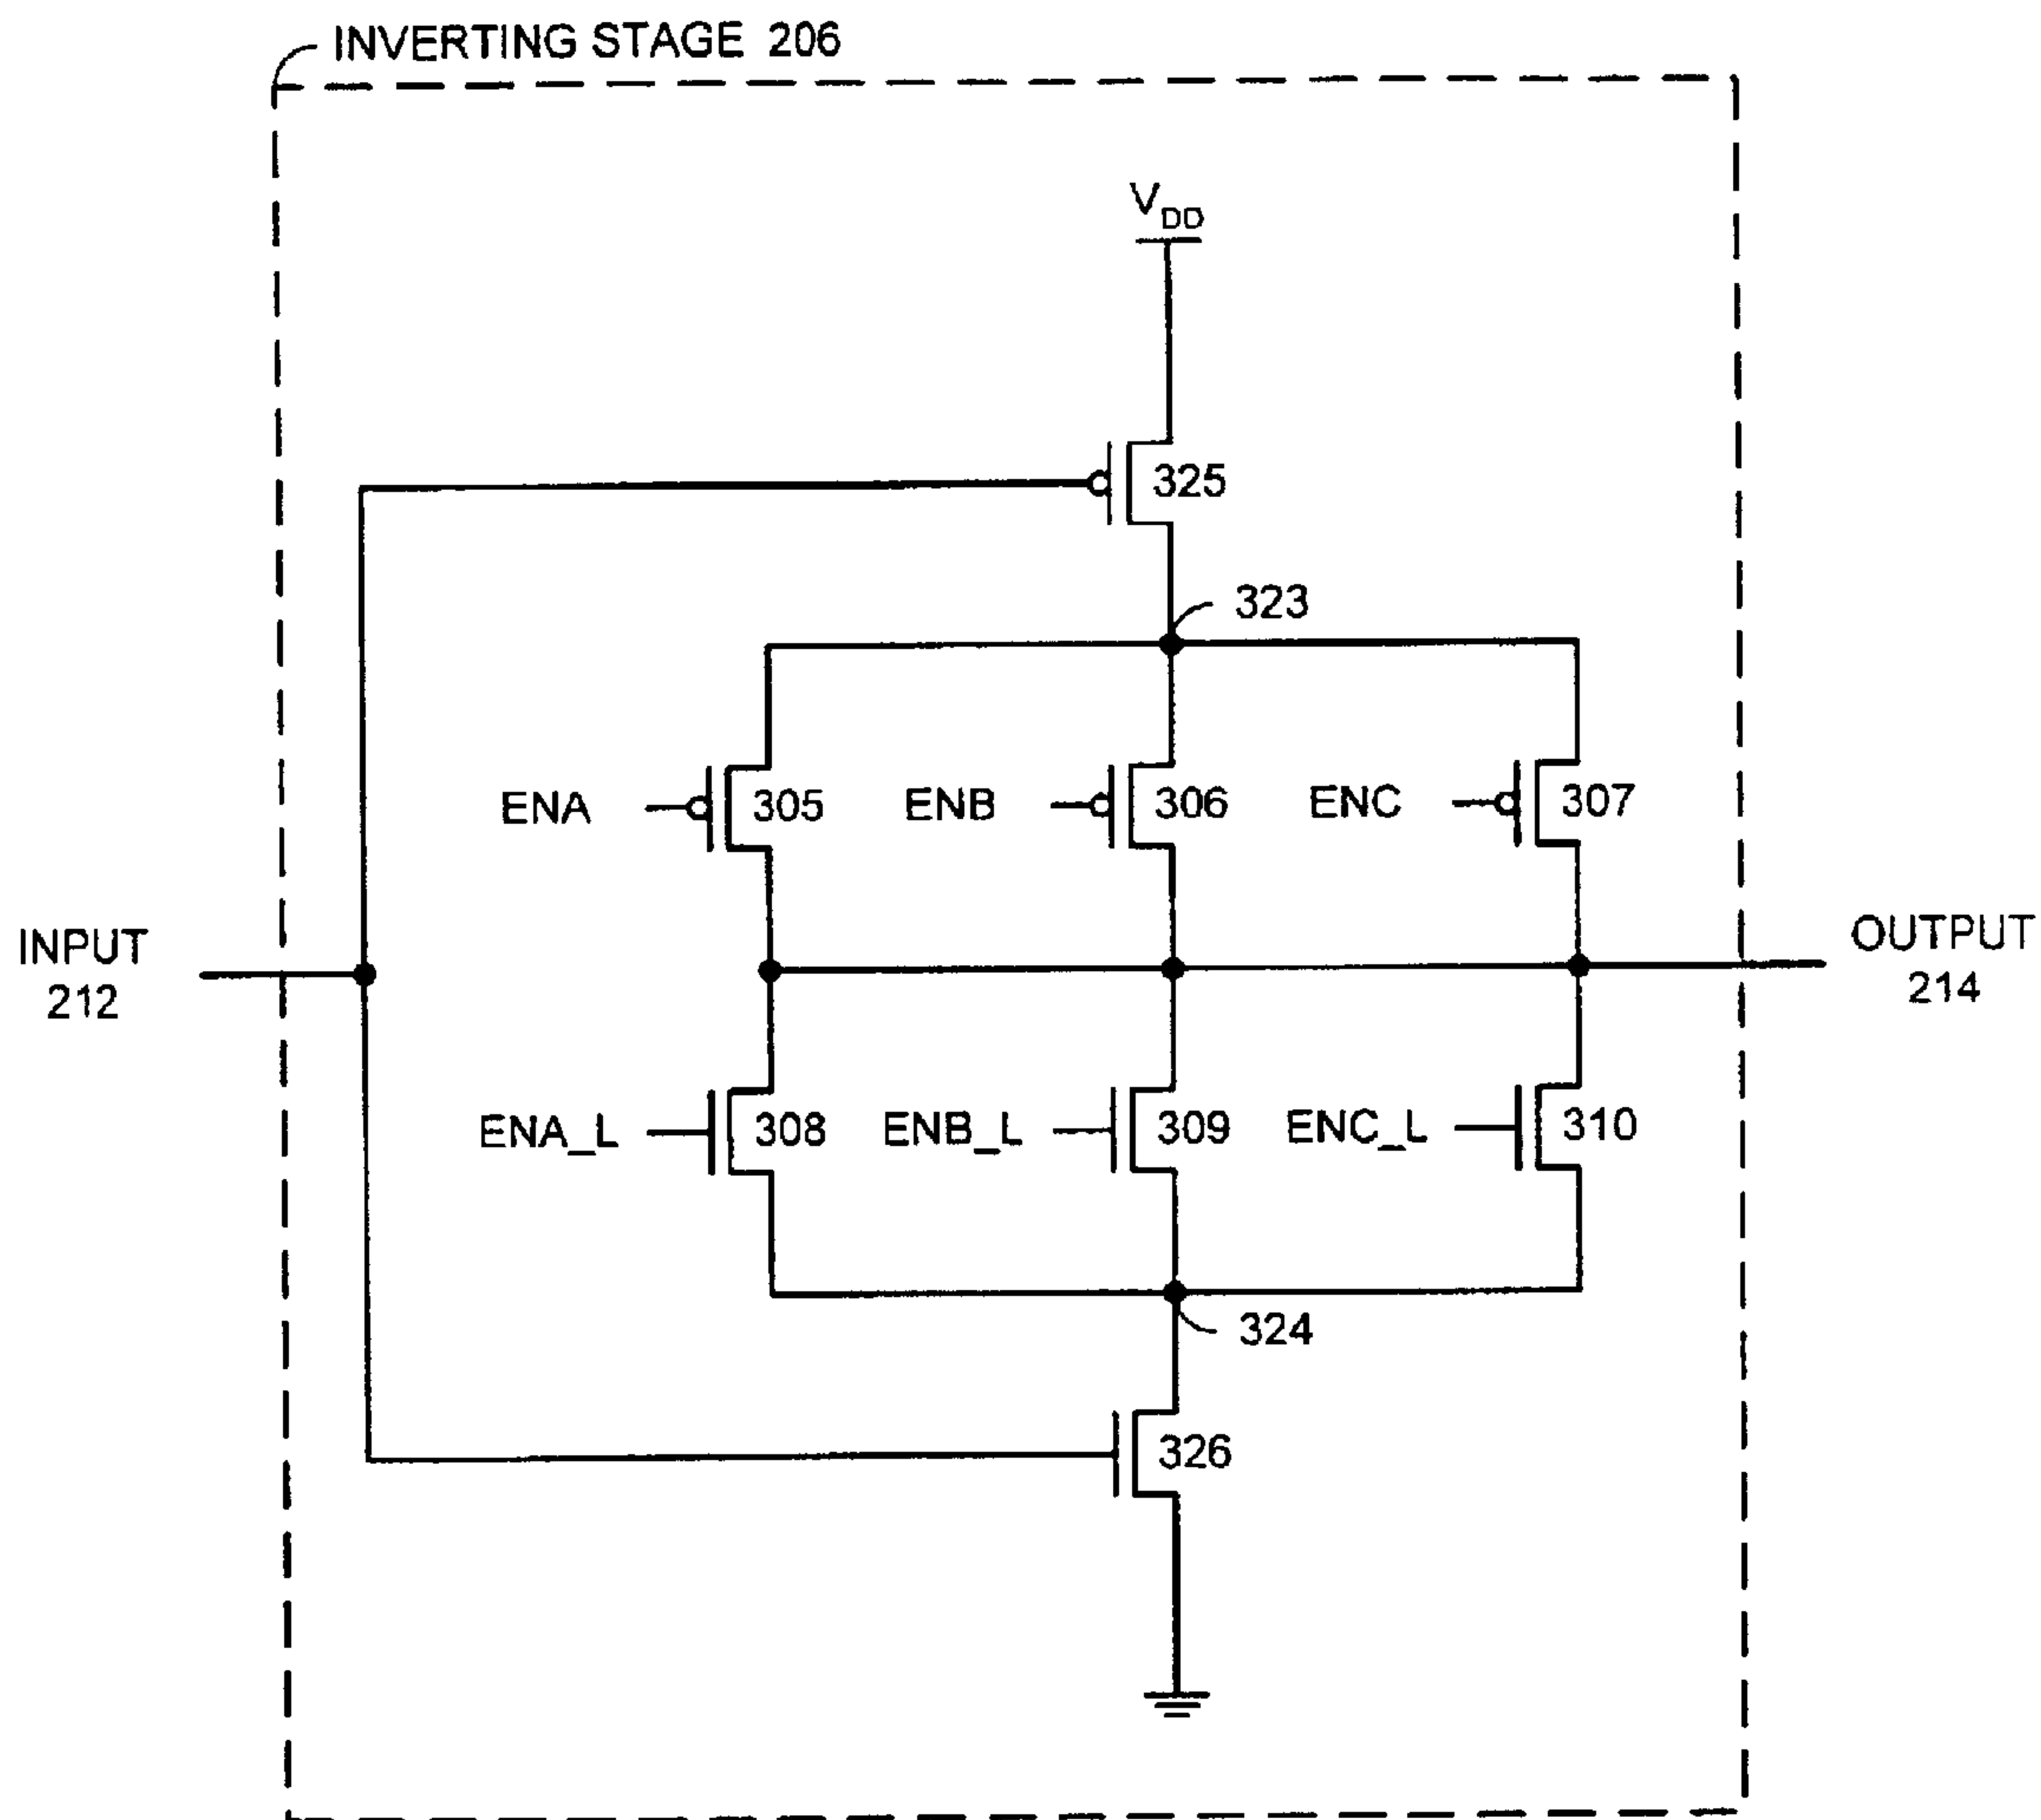 INVERTING STAGE 206
VDD
325
323
ENA
305
ENB
306
ENC
307
INPUT
212
OUTPUT
214
ENA_L
308
ENB_L
309
ENC_L
310
324
326